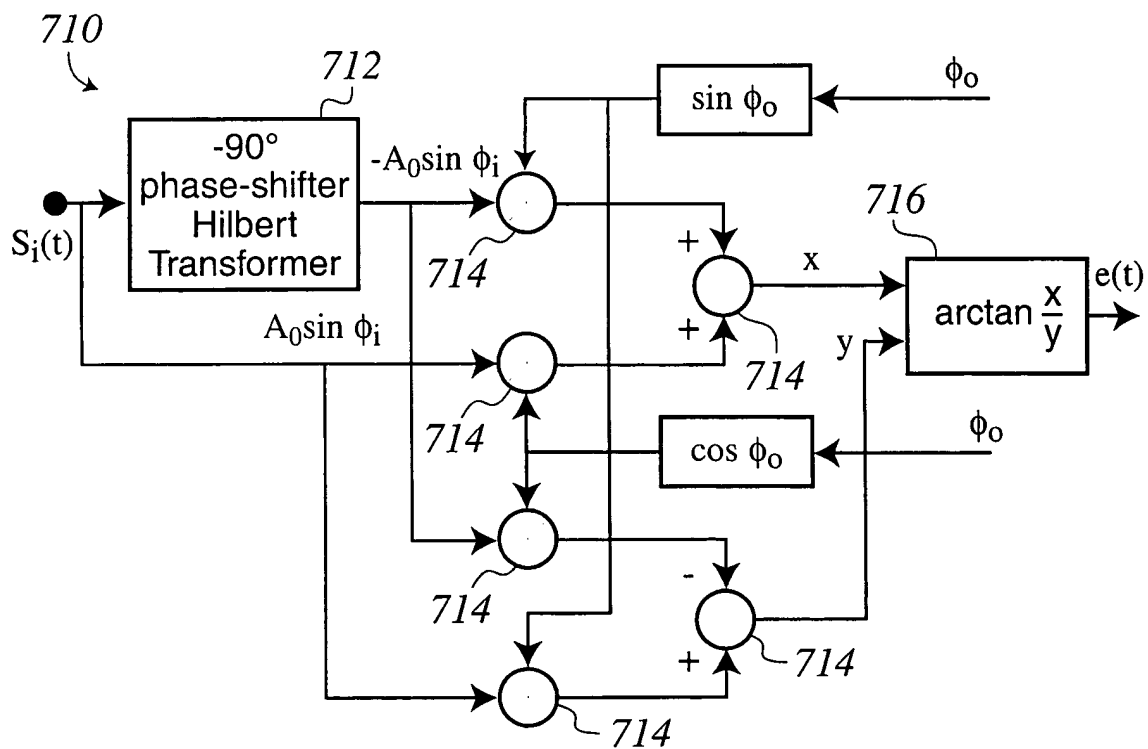 710
712
-90°
phase-shifter
Hilbert
Transformer
Sᵢ(t)
-A₀sin ϕᵢ
A₀sin ϕᵢ
sin ϕₒ
ϕₒ
714
+
+
714
x
716
arctan x/y
e(t)
y
714
cos ϕₒ
ϕₒ
714
-
+
714
714